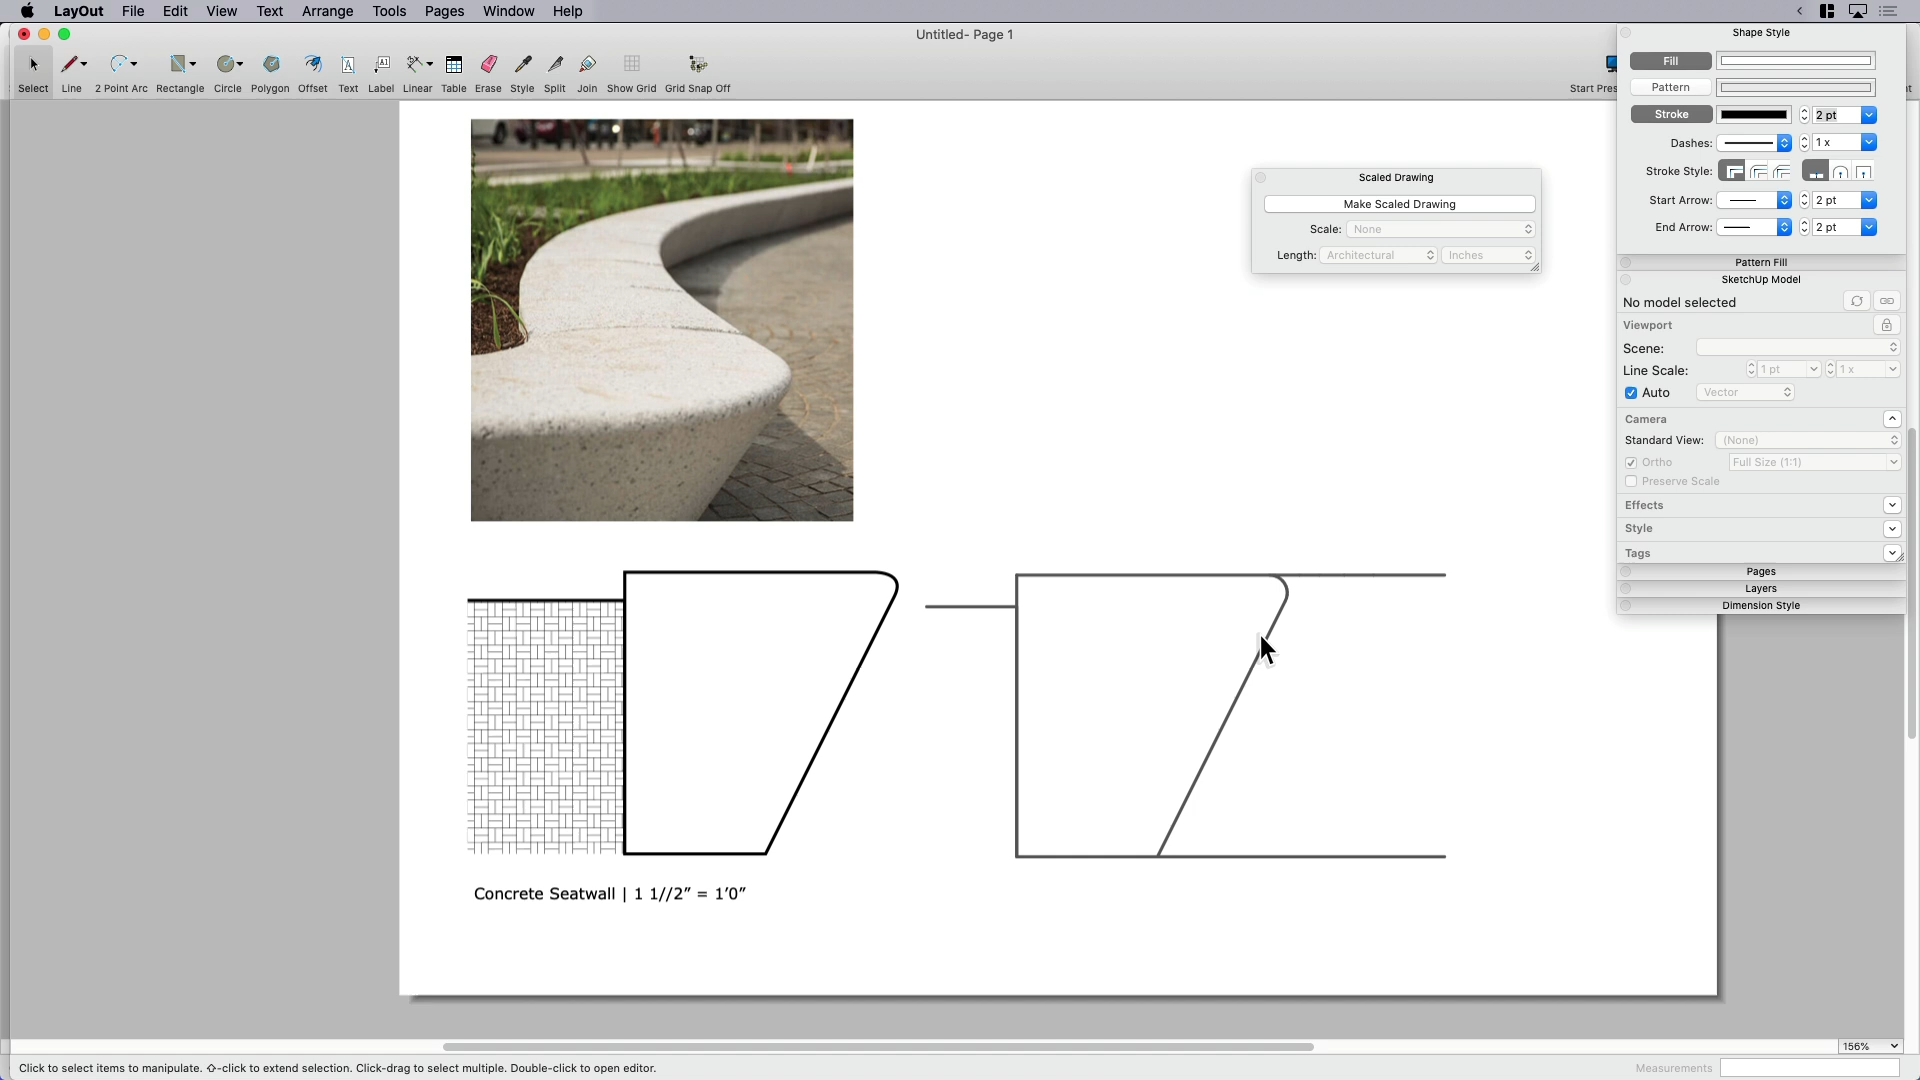 LayOut File Edit View Text Arrange Tools Pages Window Help
Untitled- Page 1
Select Line 2 Point Arc Rectangle Circle Polygon Offset Text Label Linear Table Erase Style Split Join Show Grid Grid Snap Off
Start Pres
Shape Style
Fill
Pattern
Stroke 2 pt
Dashes: 1 x
Stroke Style:
Start Arrow: 2 pt
End Arrow: 2 pt
Pattern Fill
SketchUp Model
No model selected
Viewport
Scene:
Line Scale: 1 pt 1 x
Auto Vector
Camera
Standard View: (None)
Ortho Full Size (1:1)
Preserve Scale
Effects
Style
Tags
Pages
Layers
Dimension Style
Scaled Drawing
Make Scaled Drawing
Scale: None
Length: Architectural Inches
Concrete Seatwall | 1 1//2” = 1’0”
156%
Click to select items to manipulate. ⇧-click to extend selection. Click-drag to select multiple. Double-click to open editor.
Measurements